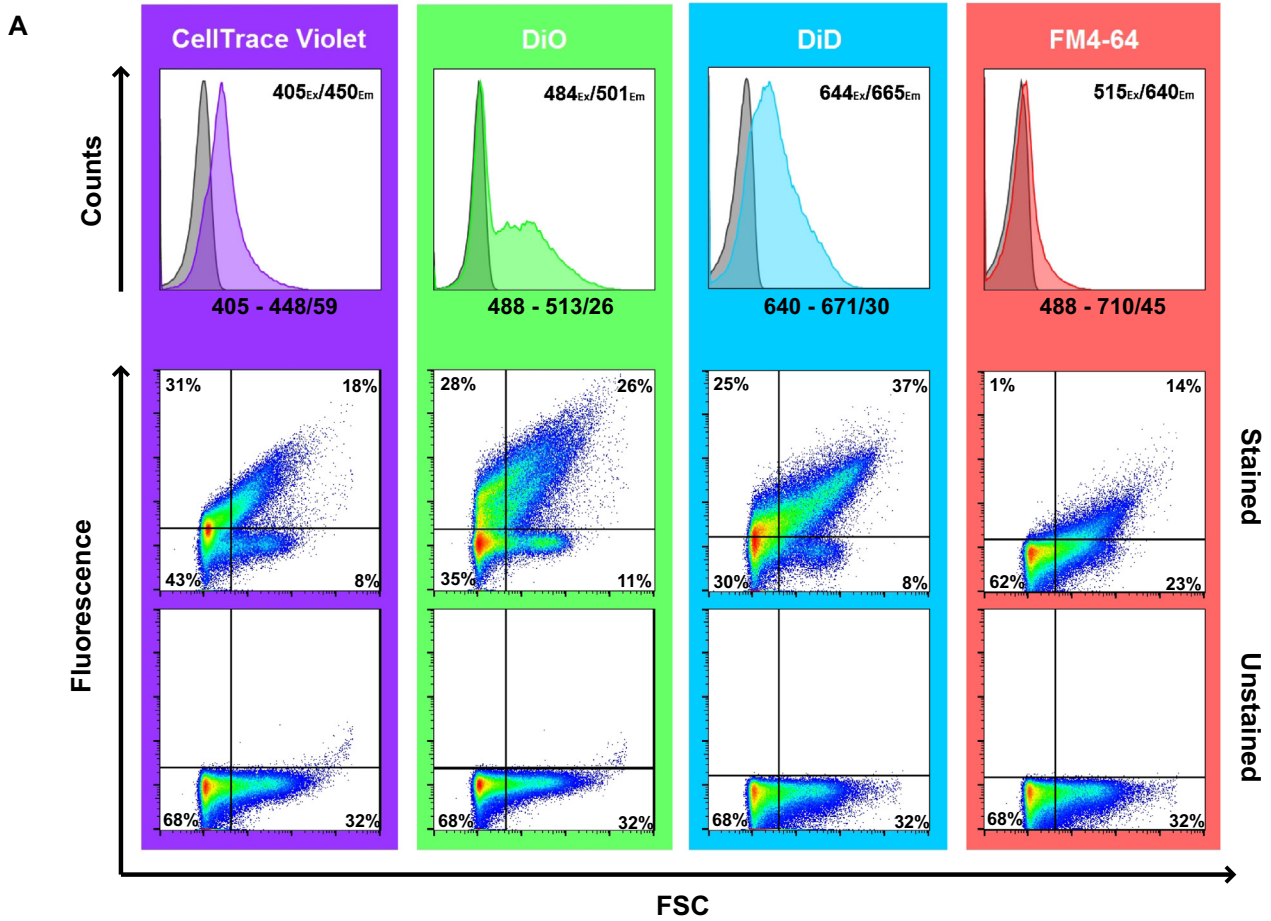 A
CellTrace Violet
DiO
DiD
FM4-64
Counts
405Ex/450Em
484Ex/501Em
644Ex/665Em
515Ex/640Em
405 - 448/59
488 - 513/26
640 - 671/30
488 - 710/45
Fluorescence
31% 18%
43% 8%
28% 26%
35% 11%
25% 37%
30% 8%
1% 14%
62% 23%
Stained
68% 32%
68% 32%
68% 32%
68% 32%
Unstained
FSC